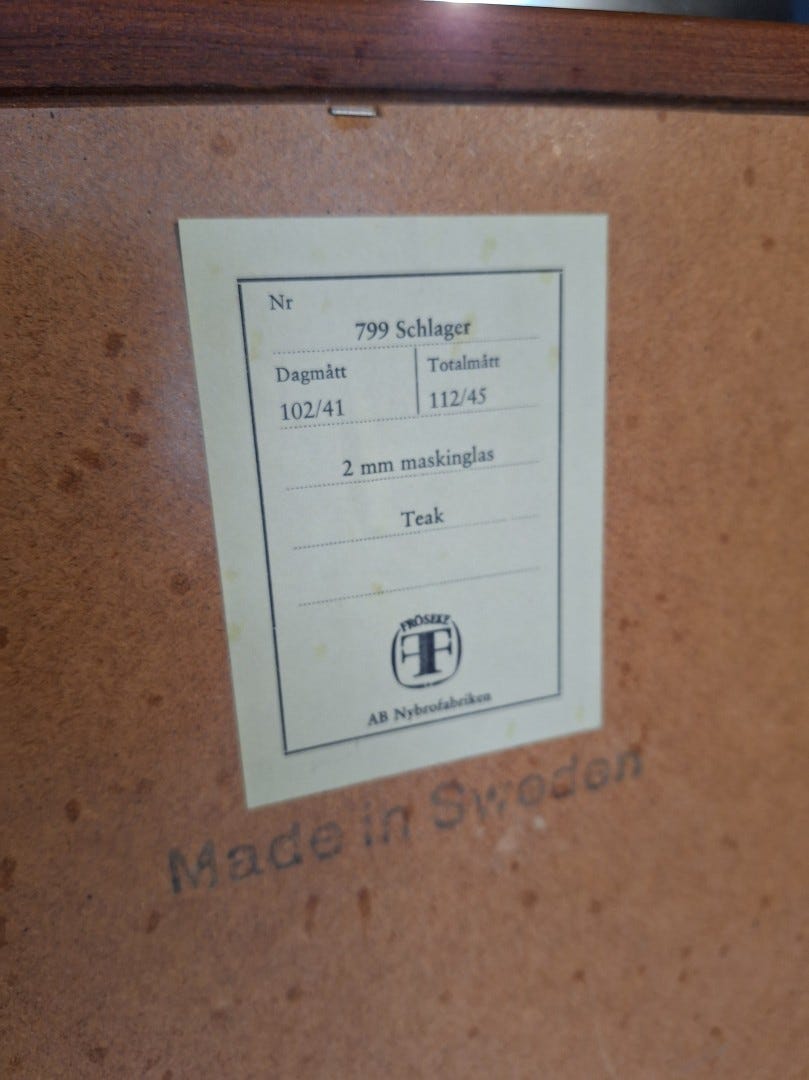 Nr
799 Schlager
Dagmått
Totalmått
102/41
112/45
2 mm maskinglas
Teak
FRÖSEKE
F
AB Nybrofabriken
Made in Sweden